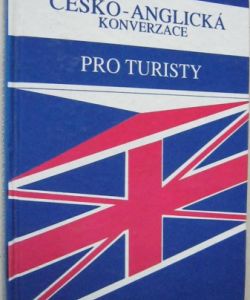 ČESKO-ANGLICKÁ
KONVERZACE
PRO TURISTY